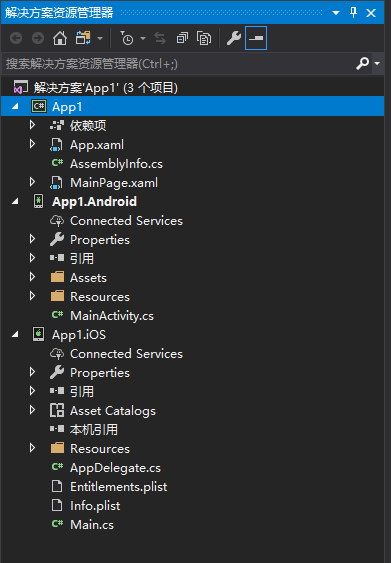 解决方案资源管理器
搜索解决方案资源管理器(Ctrl+;)
解决方案'App1' (3 个项目)
C# App1
依赖项
App.xaml
C# AssemblyInfo.cs
MainPage.xaml
App1.Android
Connected Services
Properties
引用
Assets
Resources
C# MainActivity.cs
App1.iOS
Connected Services
Properties
引用
Asset Catalogs
本机引用
Resources
C# AppDelegate.cs
Entitlements.plist
Info.plist
C# Main.cs